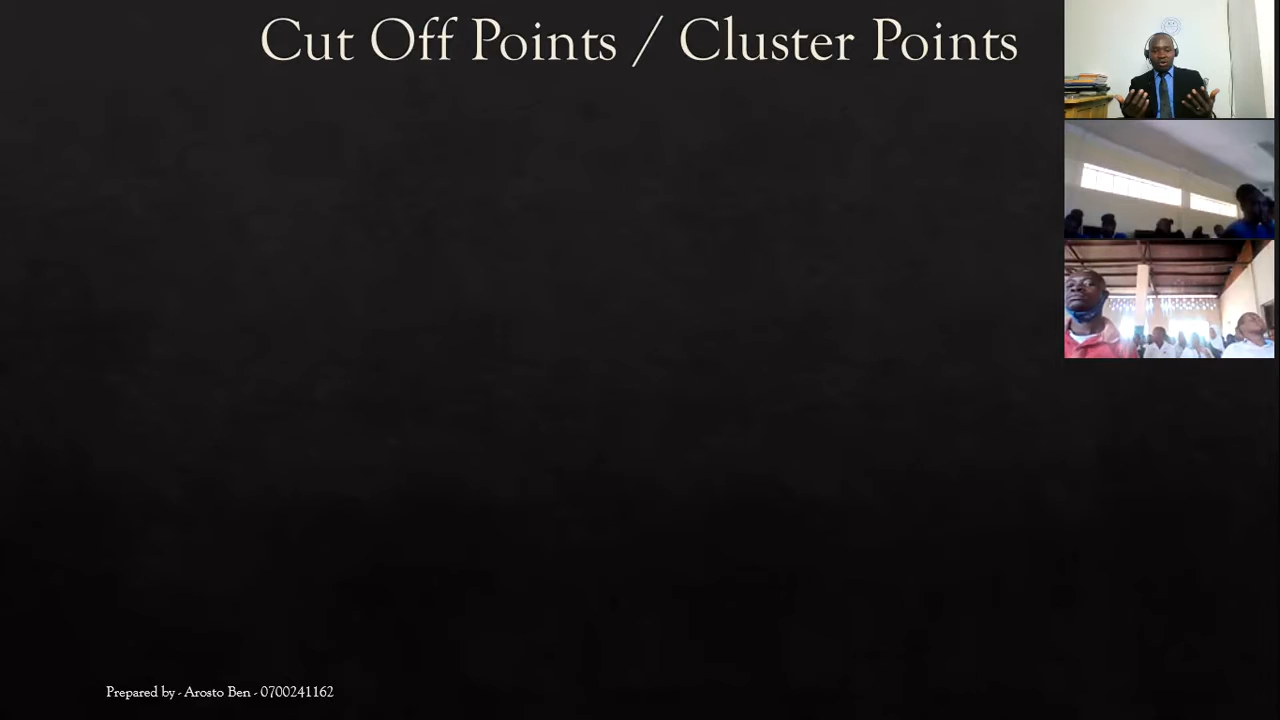 Cut Off Points / Cluster Points
Prepared by - Arosto Ben - 0700241162